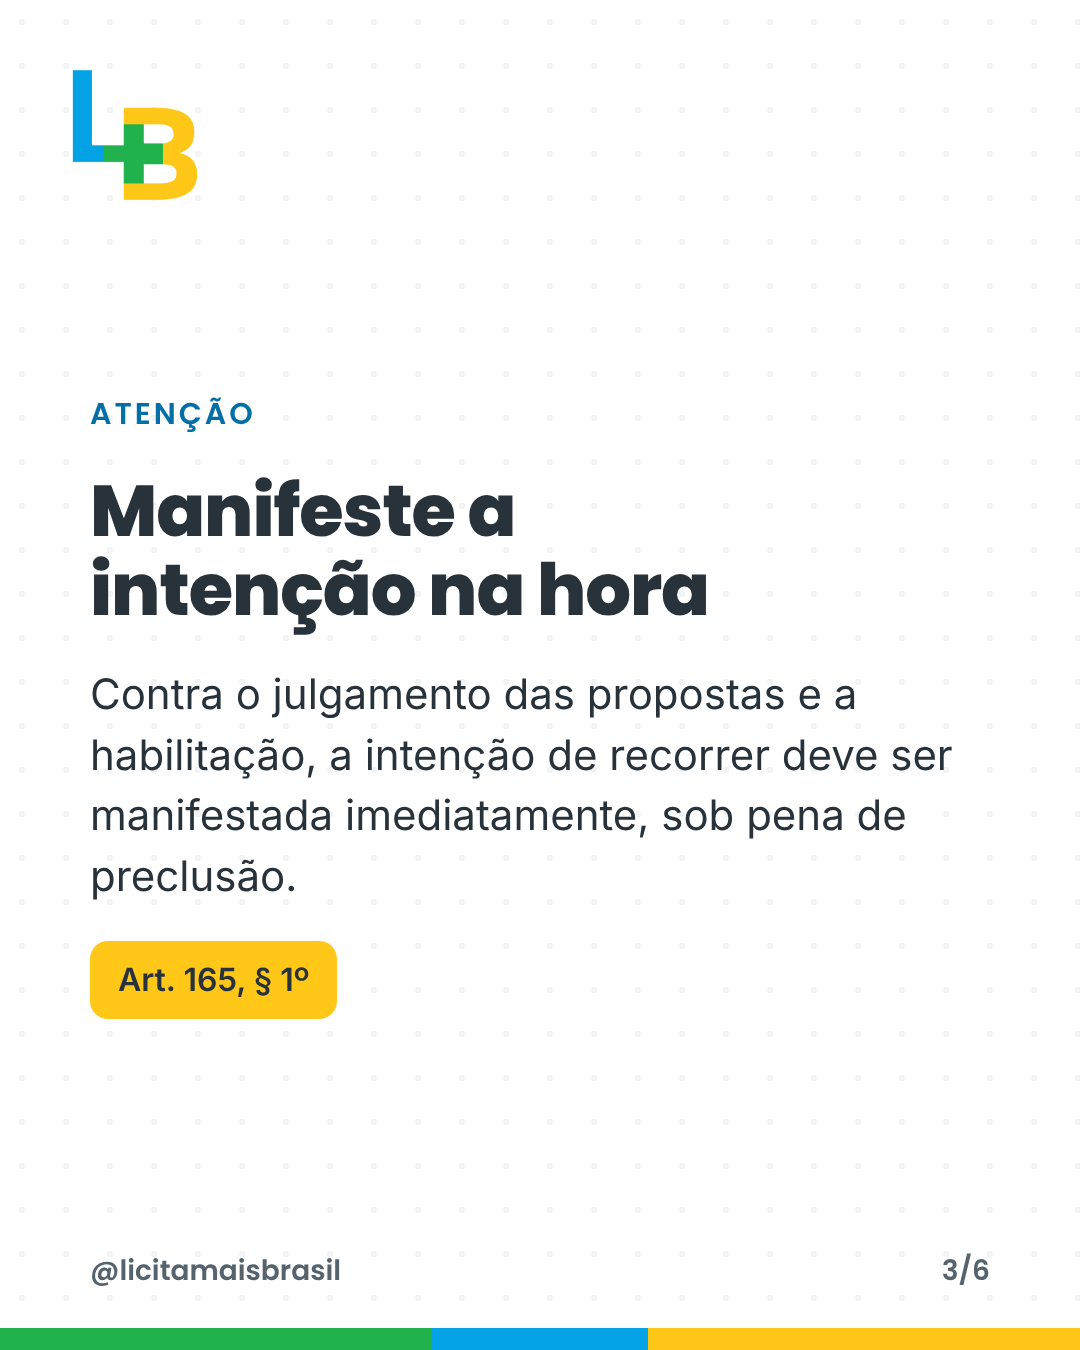 L+B
ATENÇÃO
Manifeste a
intenção na hora
Contra o julgamento das propostas e a
habilitação, a intenção de recorrer deve ser
manifestada imediatamente, sob pena de
preclusão.
Art. 165, § 1º
@licitamaisbrasil
3/6